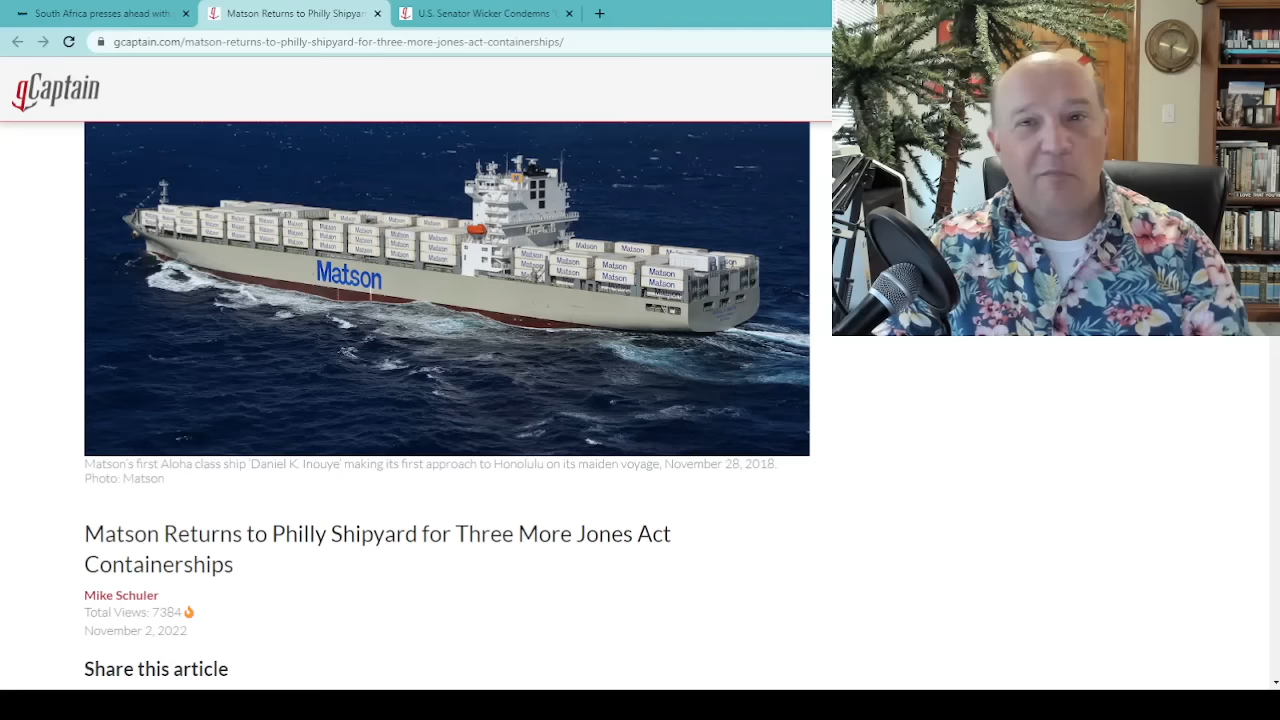 South Africa presses ahead with
Matson Returns to Philly Shipyar
U.S. Senator Wicker Condemns
gcaptain.com/matson-returns-to-philly-shipyard-for-three-more-jones-act-containerships/
gCaptain
Matson
Matson's first Aloha class ship 'Daniel K. Inouye' making its first approach to Honolulu on its maiden voyage, November 28, 2018.
Photo: Matson
Matson Returns to Philly Shipyard for Three More Jones Act
Containerships
Mike Schuler
Total Views: 7384
November 2, 2022
Share this article